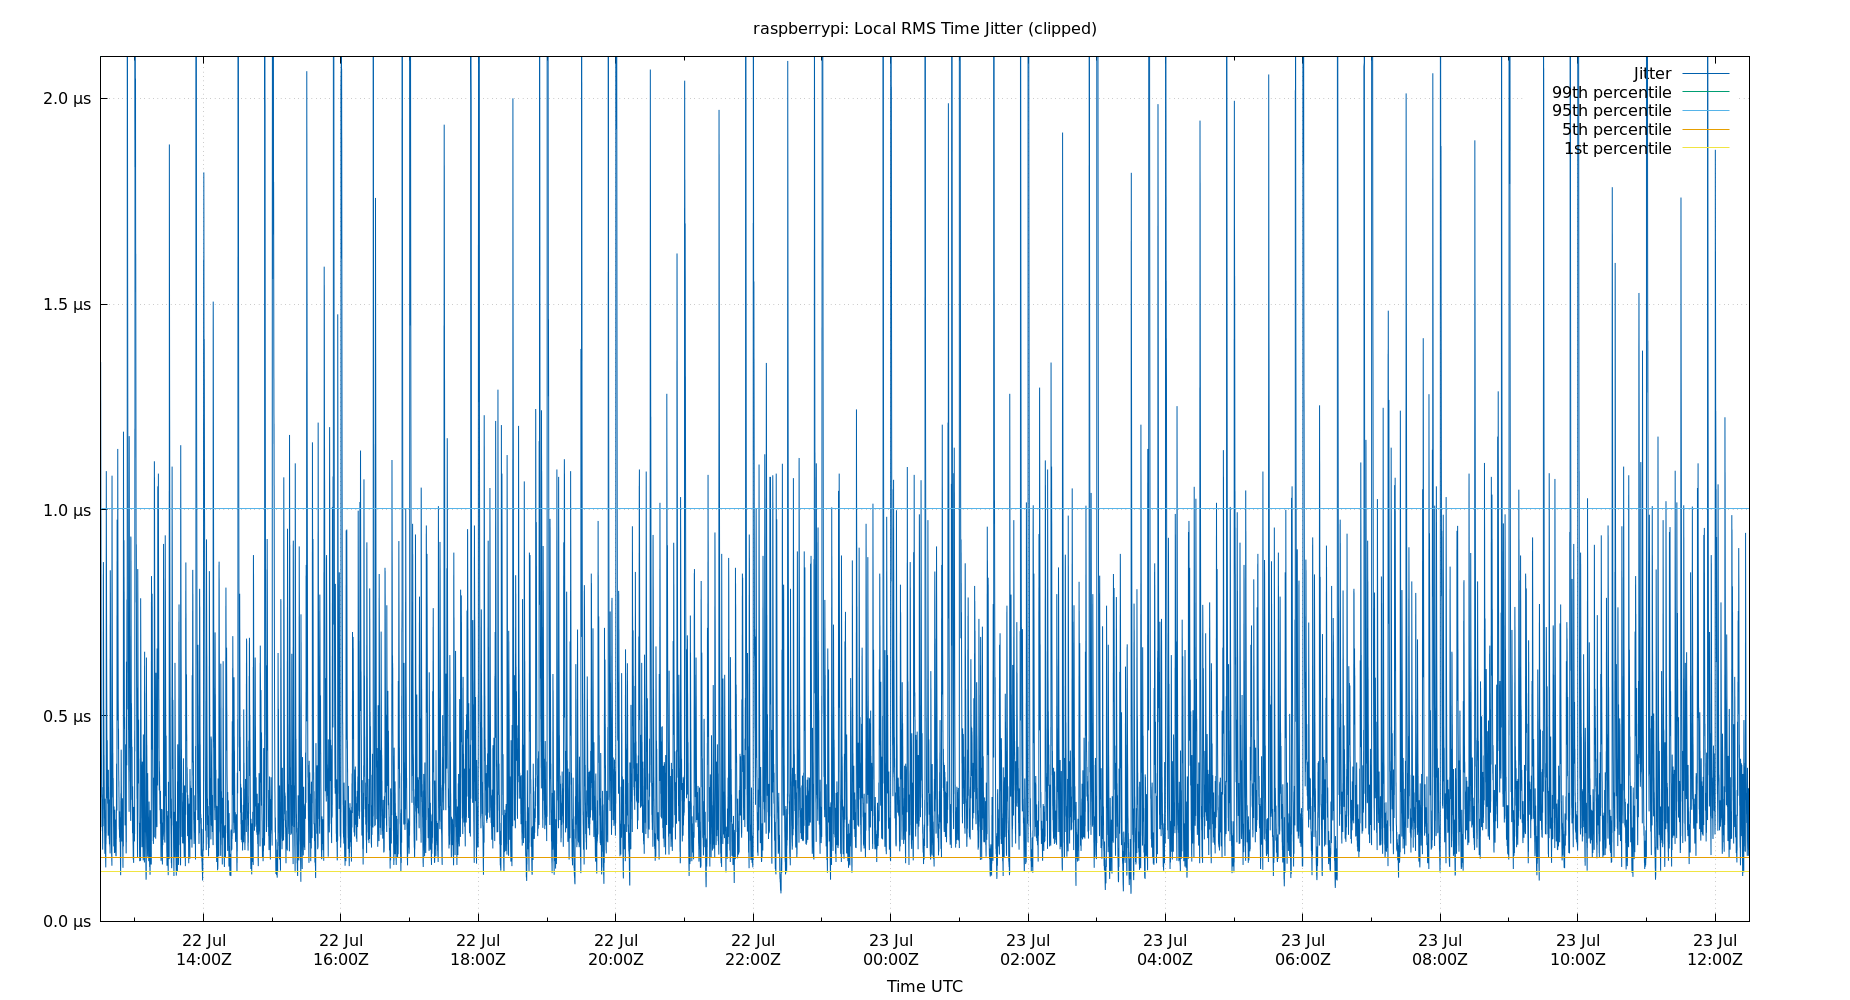 raspberrypi: Local RMS Time Jitter (clipped)
Jitter
99th percentile
95th percentile
5th percentile
1st percentile
2.0 µs
1.5 µs
1.0 µs
0.5 µs
0.0 µs
22 Jul 22 Jul 22 Jul 22 Jul 22 Jul 23 Jul 23 Jul 23 Jul 23 Jul 23 Jul 23 Jul 23 Jul
14:00Z 16:00Z 18:00Z 20:00Z 22:00Z 00:00Z 02:00Z 04:00Z 06:00Z 08:00Z 10:00Z 12:00Z
Time UTC